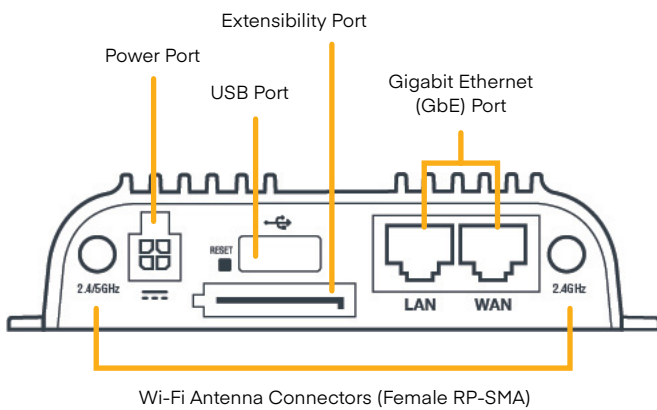 Extensibility Port
Power Port
USB Port
Gigabit Ethernet
(GbE) Port
RESET
2.4/5GHz
2.4GHz
LAN
WAN
Wi-Fi Antenna Connectors (Female RP-SMA)